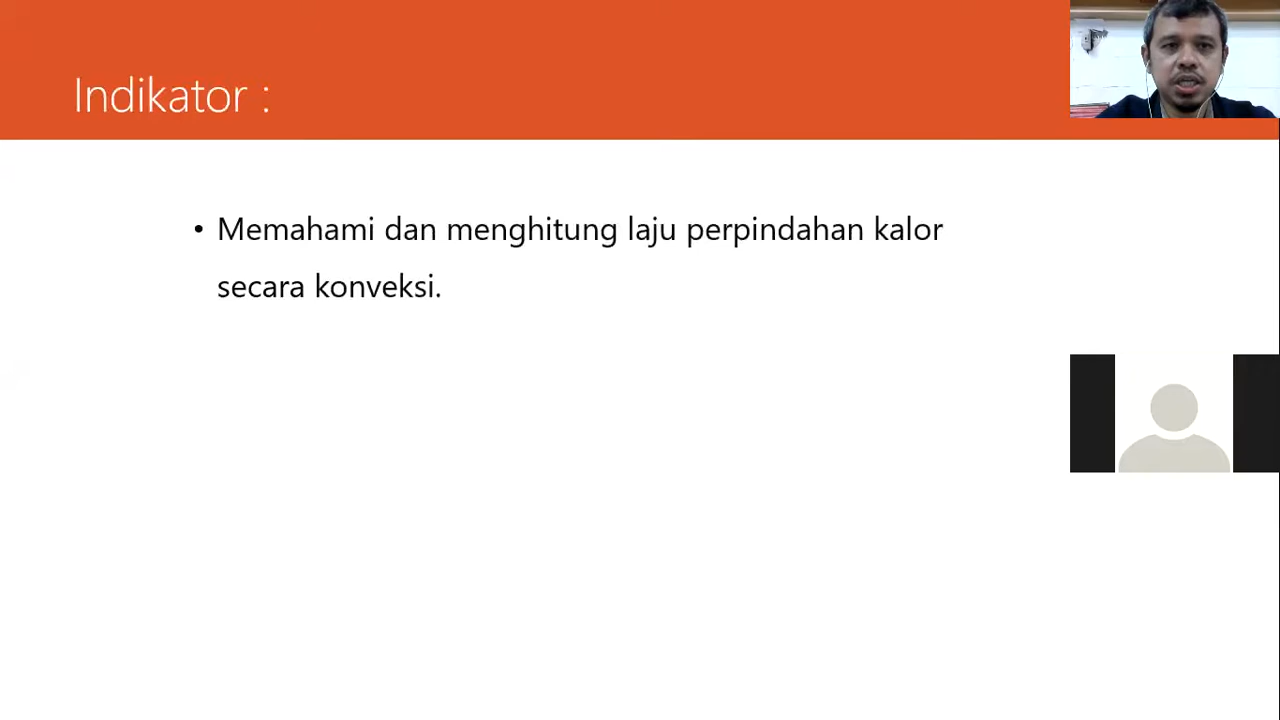 Indikator :
• Memahami dan menghitung laju perpindahan kalor
secara konveksi.